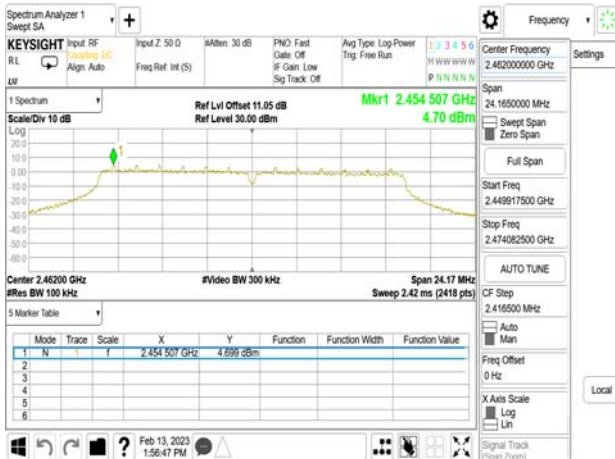 Spectrum Analyzer 1
Swept SA
+
Frequency
KEYSIGHT
RL
Input: RF
Coupling: DC
Align: Auto
Input Z: 50 Ω
Freq Ref: Int (S)
#Atten: 30 dB
PNO: Fast
Gate: Off
IF Gain: Low
Sig Track: Off
Avg Type: Log-Power
Trig: Free Run
1 2 3 4 5 6
M W W W W W
P N N N N N
1 Spectrum
Scale/Div 10 dB
Ref Lvl Offset 11.05 dB
Ref Level 30.00 dBm
Mkr1 2.454 507 GHz
4.70 dBm
Log
20.0
10.0
0.00
-10.0
-20.0
-30.0
-40.0
-50.0
-60.0
1
Center 2.46200 GHz
#Res BW 100 kHz
#Video BW 300 kHz
Span 24.17 MHz
Sweep 2.42 ms (2418 pts)
5 Marker Table
Mode Trace Scale X Y Function Function Width Function Value
1 N 1 f 2.454 507 GHz 4.699 dBm
2
3
4
5
6
Feb 13, 2023
1:56:47 PM
Center Frequency
2.462000000 GHz
Settings
Span
24.1650000 MHz
Swept Span
Zero Span
Full Span
Start Freq
2.449917500 GHz
Stop Freq
2.474082500 GHz
AUTO TUNE
CF Step
2.416500 MHz
Auto
Man
Freq Offset
0 Hz
X Axis Scale
Log
Lin
Local
Signal Track
(Span Zoom)